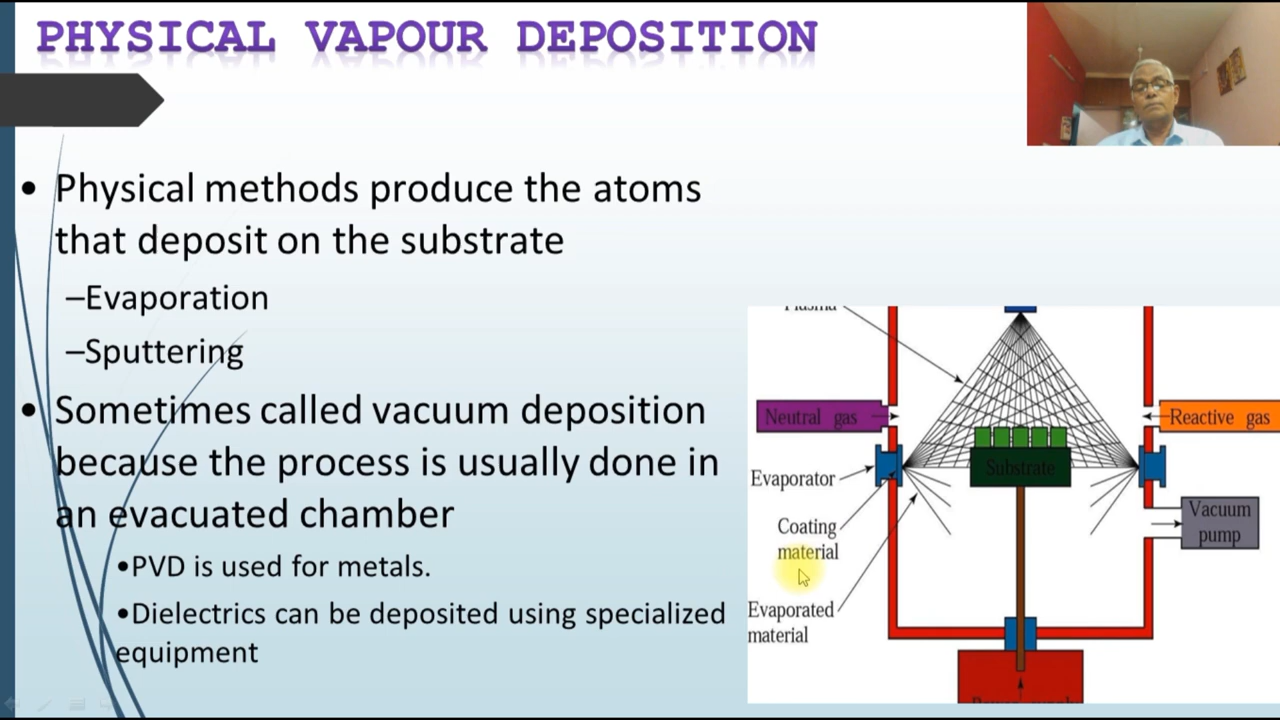 PHYSICAL VAPOUR DEPOSITION
• Physical methods produce the atoms
that deposit on the substrate
–Evaporation
–Sputtering
• Sometimes called vacuum deposition
because the process is usually done in
an evacuated chamber
•PVD is used for metals.
•Dielectrics can be deposited using specialized
equipment
Plasma
Neutral gas
Reactive gas
Substrate
Evaporator
Coating
material
Vacuum
pump
Evaporated
material